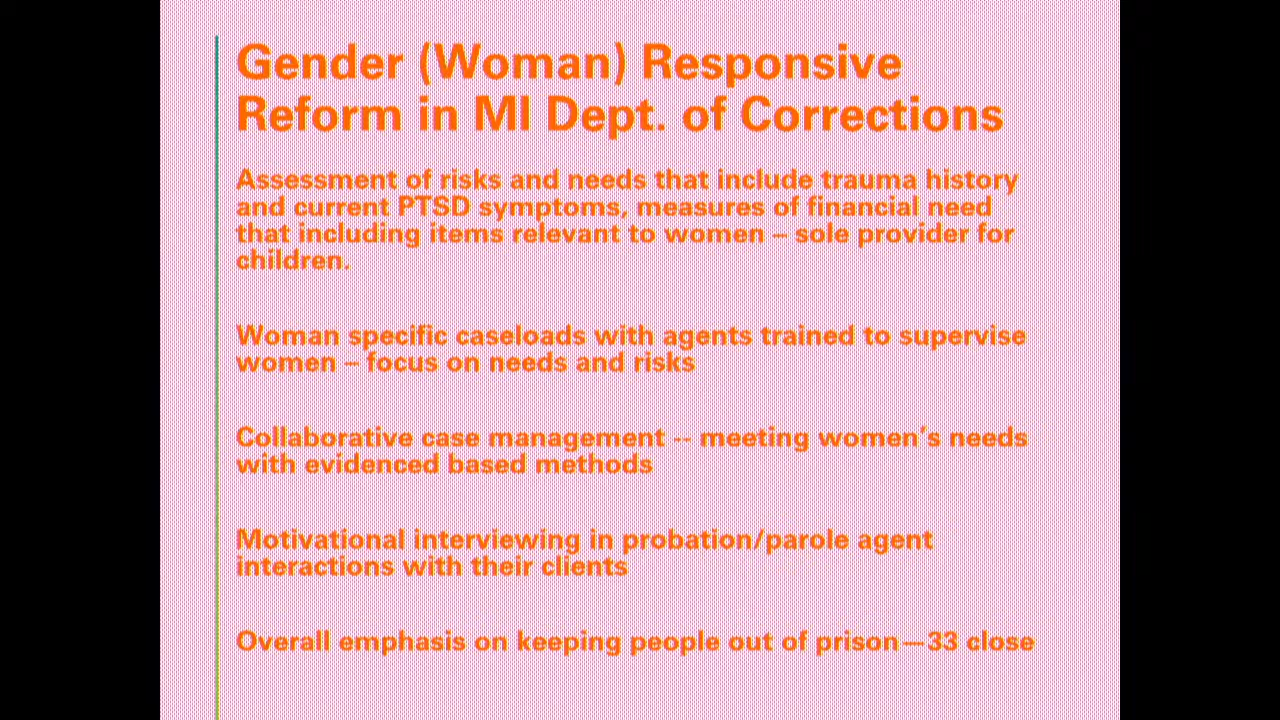 Gender (Woman) Responsive
Reform in MI Dept. of Corrections
Assessment of risks and needs that include trauma history
and current PTSD symptoms, measures of financial need
that including items relevant to women – sole provider for
children.
Woman specific caseloads with agents trained to supervise
women – focus on needs and risks
Collaborative case management -- meeting women's needs
with evidenced based methods
Motivational interviewing in probation/parole agent
interactions with their clients
Overall emphasis on keeping people out of prison—33 close